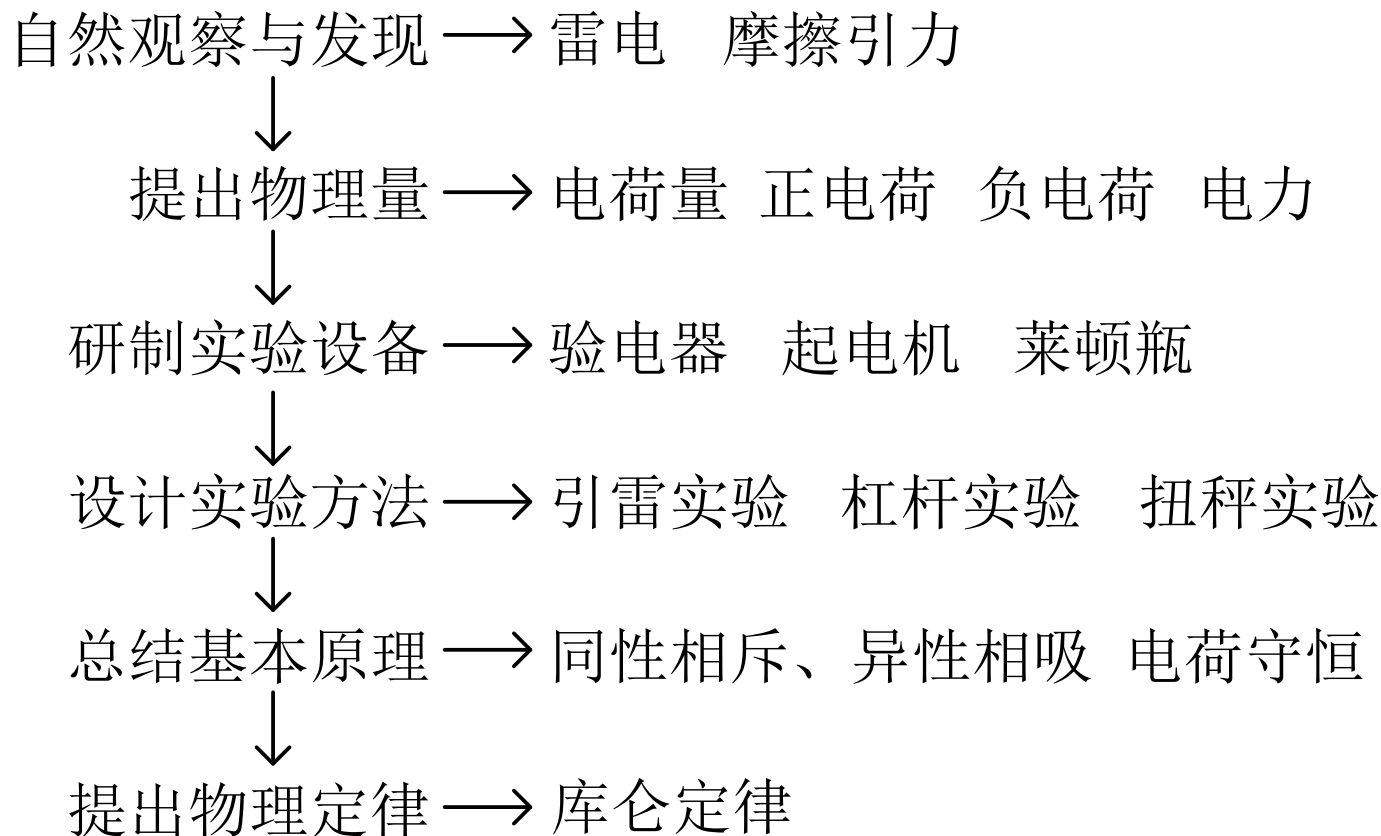 自然观察与发现 雷电 摩擦引力
提出物理量 电荷量 正电荷 负电荷 电力
研制实验设备 验电器 起电机 莱顿瓶
设计实验方法 引雷实验 杠杆实验 扭秤实验
总结基本原理 同性相斥、异性相吸 电荷守恒
提出物理定律 库仑定律